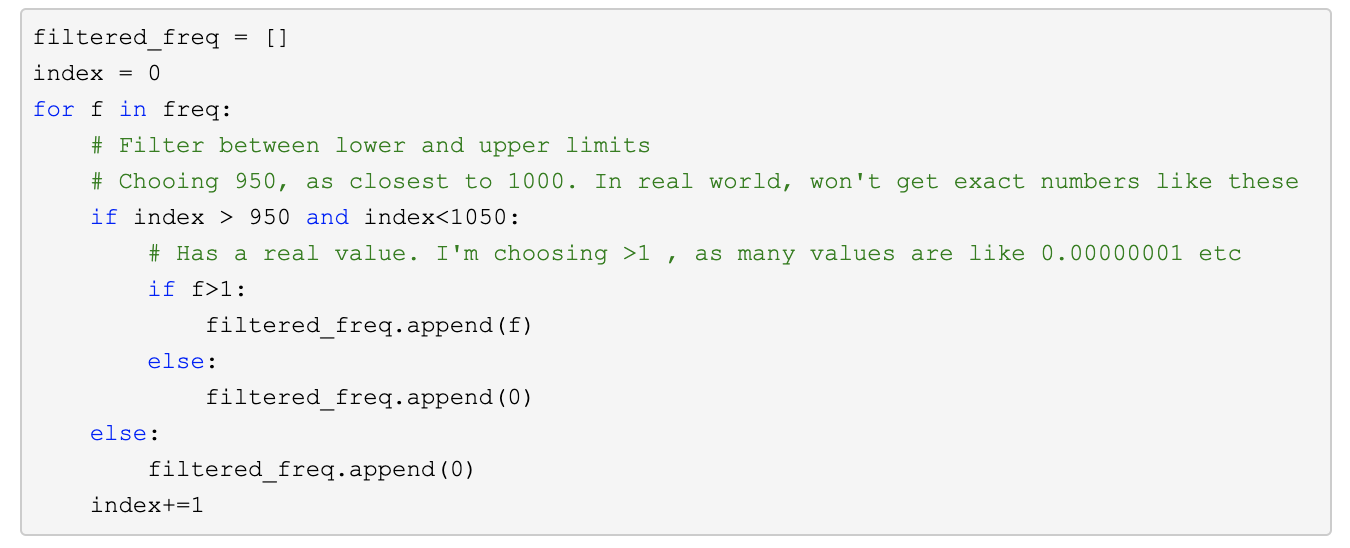 filtered_freq = []
index = 0
for f in freq:
    # Filter between lower and upper limits
    # Chooing 950, as closest to 1000. In real world, won't get exact numbers like these
    if index > 950 and index<1050:
        # Has a real value. I'm choosing >1 , as many values are like 0.00000001 etc
        if f>1:
            filtered_freq.append(f)
        else:
            filtered_freq.append(0)
    else:
        filtered_freq.append(0)
    index+=1